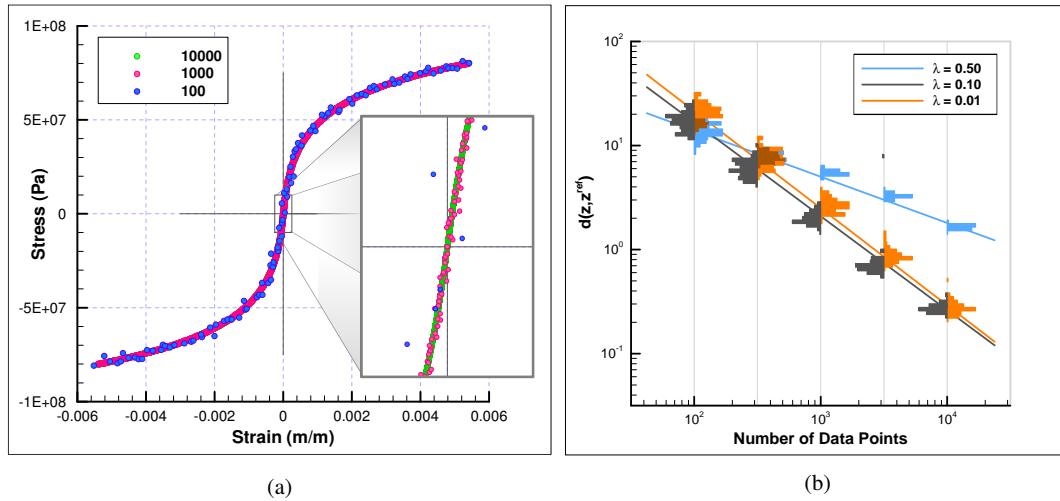 1E+08
5E+07
0
-5E+07
-1E+08
Stress (Pa)
10000
1000
100
-0.006 -0.004 -0.002 0 0.002 0.004 0.006
Strain (m/m)
(a)
10²
10¹
10⁰
10⁻¹
d(z,z^ref)
λ = 0.50
λ = 0.10
λ = 0.01
10² 10³ 10⁴
Number of Data Points
(b)